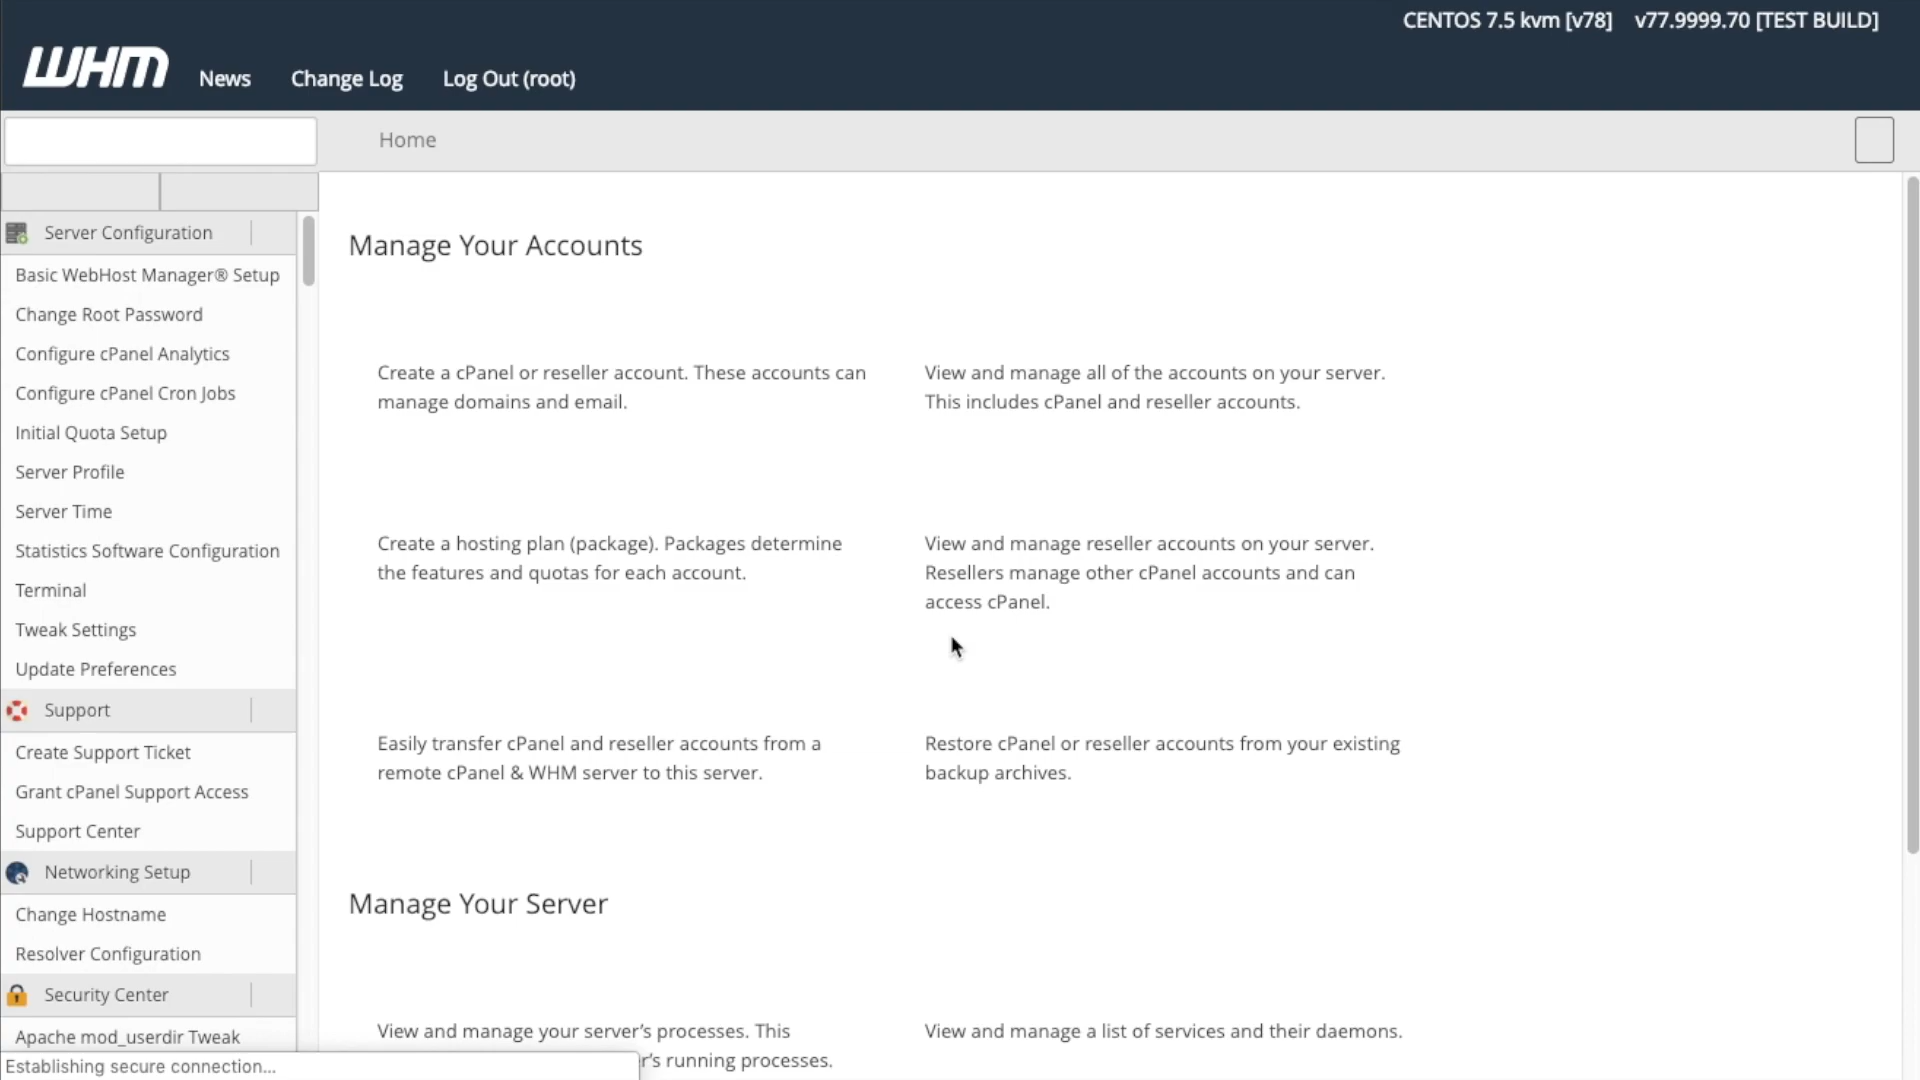 CENTOS 7.5 kvm [v78] v77.9999.70 [TEST BUILD]
WHM News Change Log Log Out (root)
Home
Server Configuration
Basic WebHost Manager® Setup
Change Root Password
Configure cPanel Analytics
Configure cPanel Cron Jobs
Initial Quota Setup
Server Profile
Server Time
Statistics Software Configuration
Terminal
Tweak Settings
Update Preferences
Support
Create Support Ticket
Grant cPanel Support Access
Support Center
Networking Setup
Change Hostname
Resolver Configuration
Security Center
Apache mod_userdir Tweak
Establishing secure connection...
Manage Your Accounts
Create a cPanel or reseller account. These accounts can
manage domains and email.
View and manage all of the accounts on your server.
This includes cPanel and reseller accounts.
Create a hosting plan (package). Packages determine
the features and quotas for each account.
View and manage reseller accounts on your server.
Resellers manage other cPanel accounts and can
access cPanel.
Easily transfer cPanel and reseller accounts from a
remote cPanel & WHM server to this server.
Restore cPanel or reseller accounts from your existing
backup archives.
Manage Your Server
View and manage your server's processes. This
r's running processes.
View and manage a list of services and their daemons.